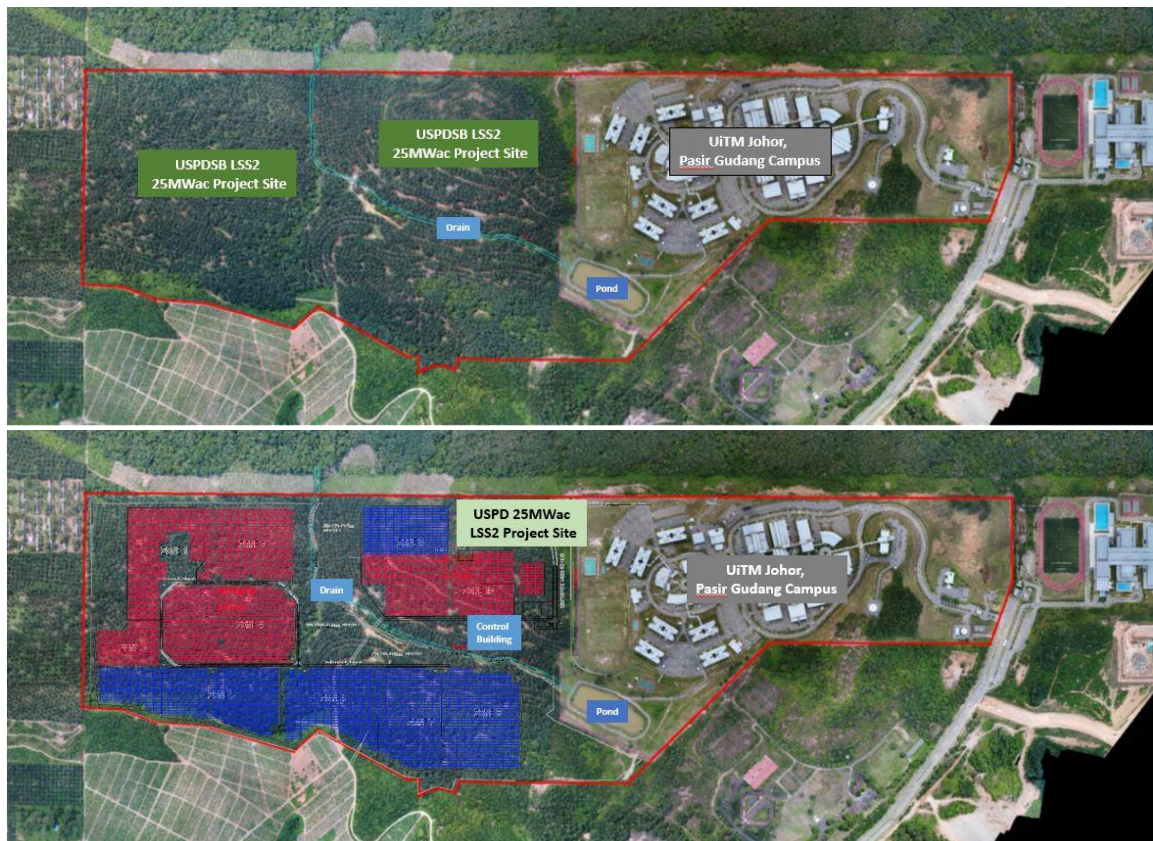 USPDSB LSS2
25MWac Project Site
USPDSB LSS2
25MWac Project Site
UiTM Johor,
Pasir Gudang Campus
Drain
Pond
USPD 25MWac
LSS2 Project Site
UiTM Johor,
Pasir Gudang Campus
Drain
Control
Building
Pond